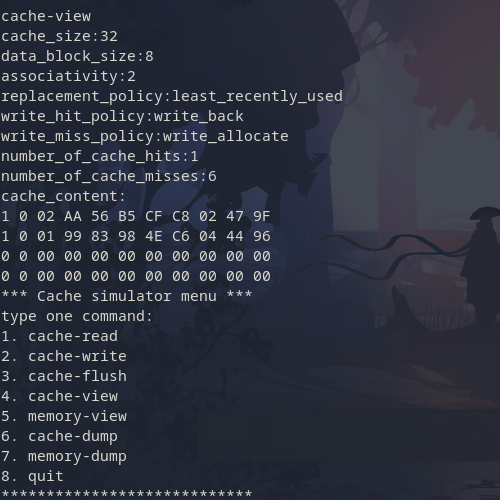 cache-view
cache_size:32
data_block_size:8
associativity:2
replacement_policy:least_recently_used
write_hit_policy:write_back
write_miss_policy:write_allocate
number_of_cache_hits:1
number_of_cache_misses:6
cache_content:
1 0 02 AA 56 B5 CF C8 02 47 9F
1 0 01 99 83 98 4E C6 04 44 96
0 0 00 00 00 00 00 00 00 00 00
0 0 00 00 00 00 00 00 00 00 00
*** Cache simulator menu ***
type one command:
1. cache-read
2. cache-write
3. cache-flush
4. cache-view
5. memory-view
6. cache-dump
7. memory-dump
8. quit
****************************